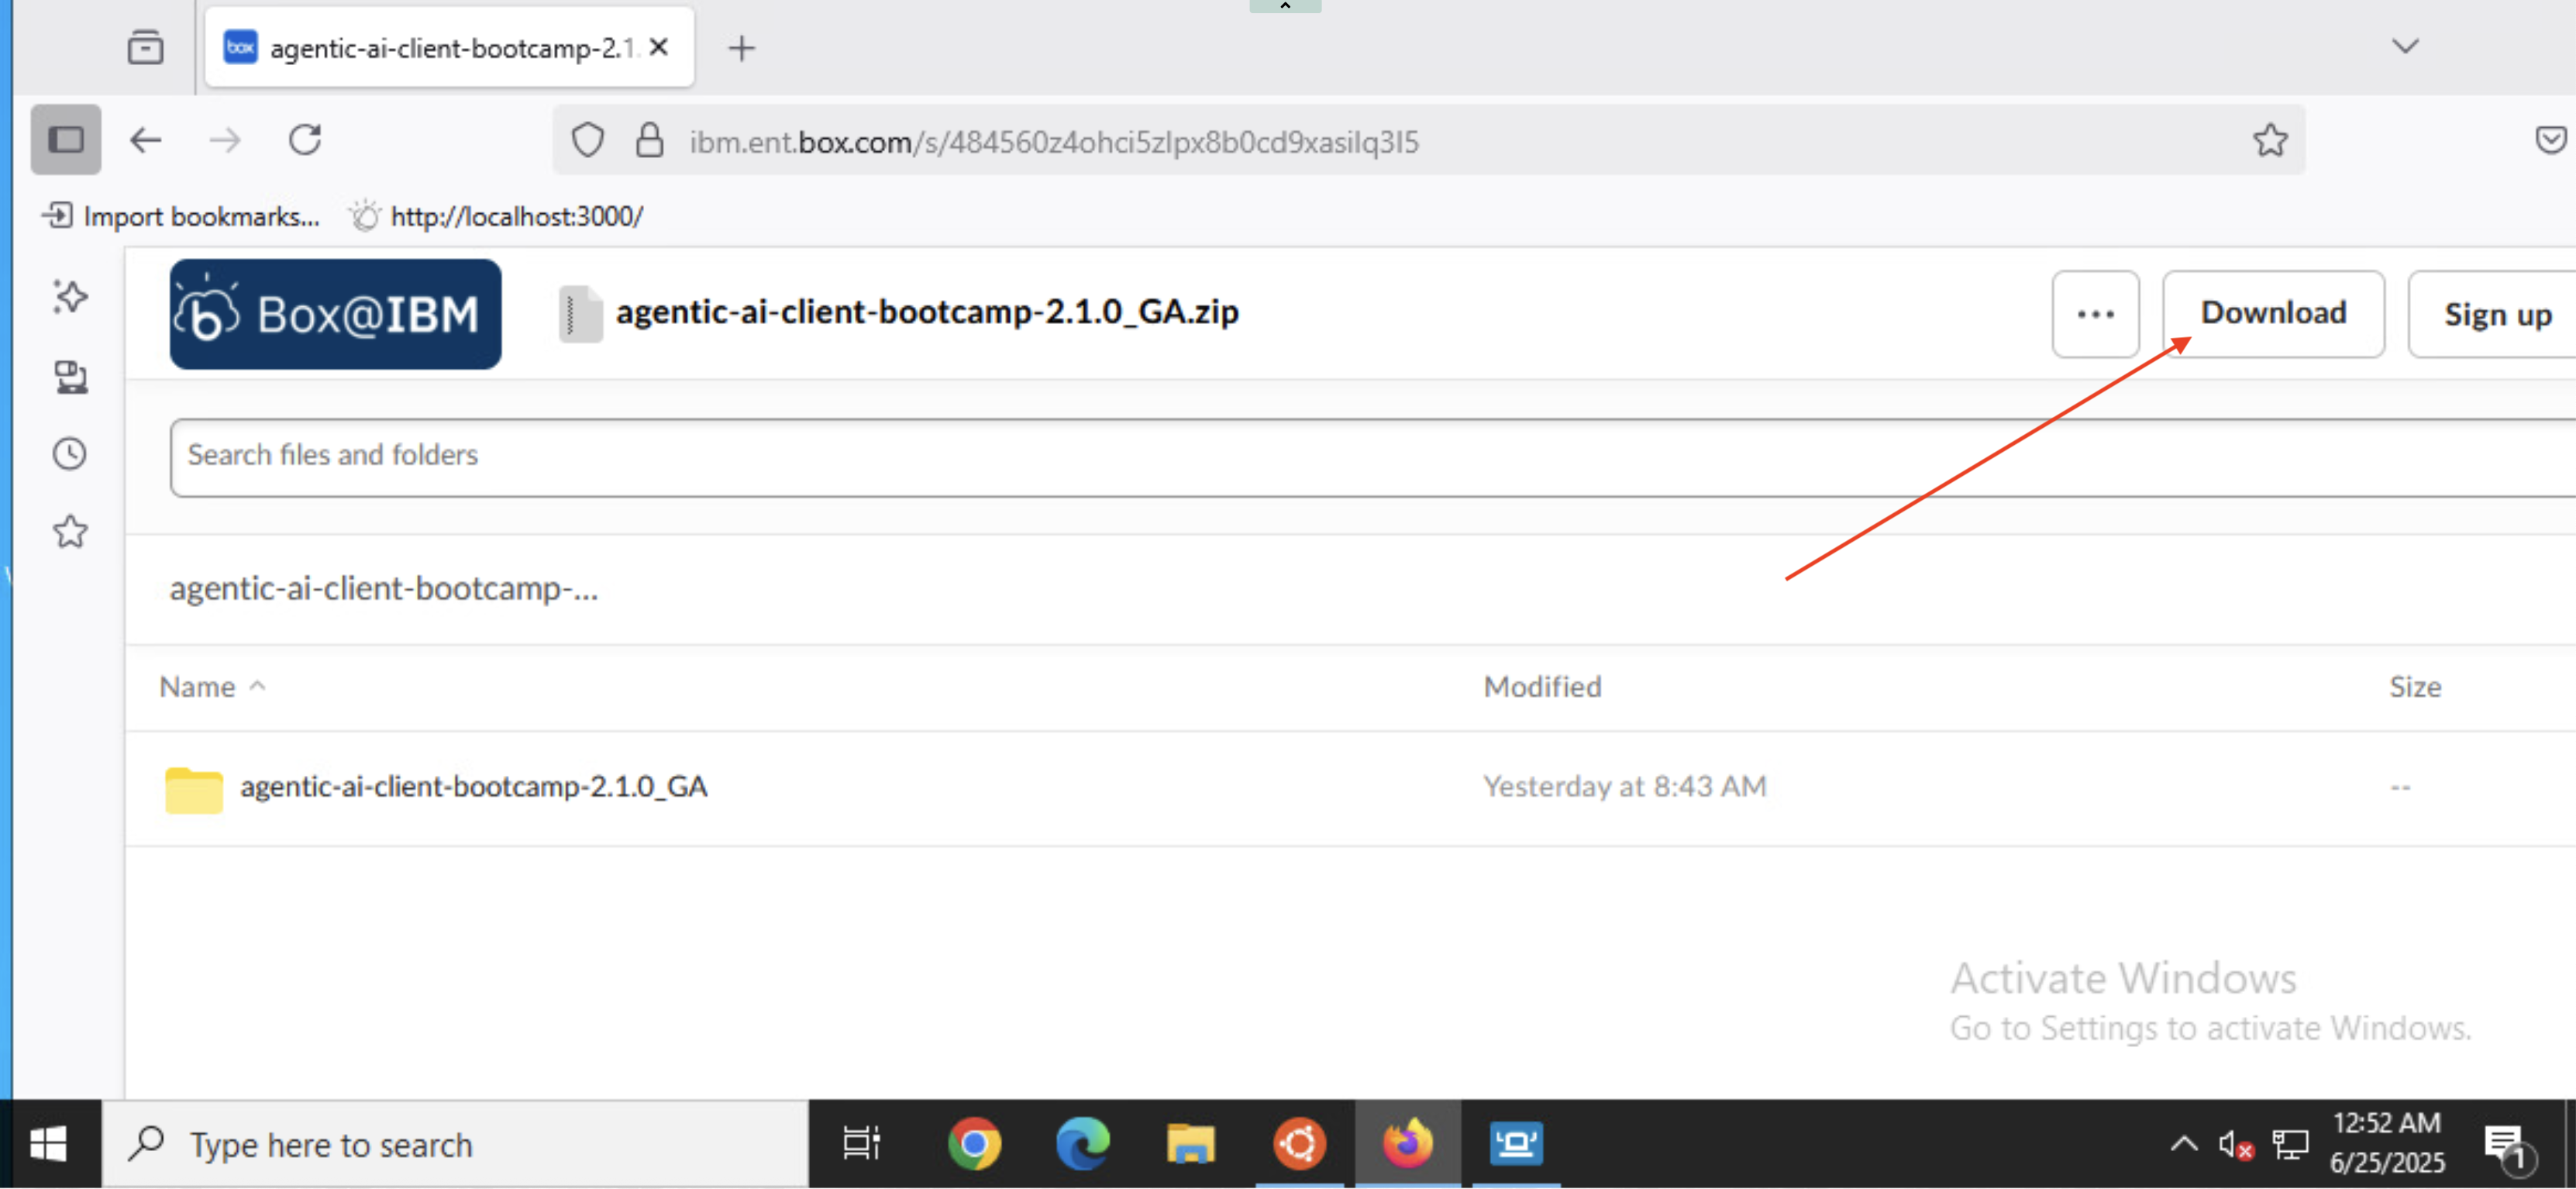 box agentic-ai-client-bootcamp-2.1.
ibm.ent.box.com/s/484560z4ohci5zlpx8b0cd9xasilq3l5
Import bookmarks... http://localhost:3000/
Box@IBM agentic-ai-client-bootcamp-2.1.0_GA.zip Download Sign up
Search files and folders
agentic-ai-client-bootcamp-...
Name Modified Size
agentic-ai-client-bootcamp-2.1.0_GA Yesterday at 8:43 AM --
Activate Windows
Go to Settings to activate Windows.
Type here to search
12:52 AM
6/25/2025
1